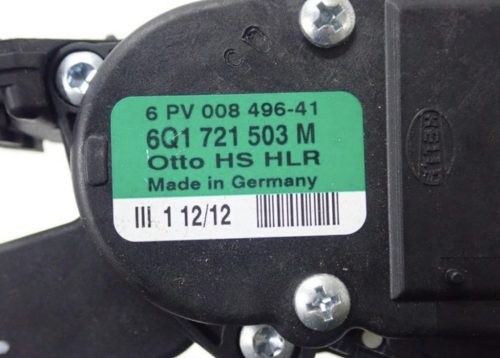 6 PV 008 496-41
6Q1 721 503 M
Otto HS HLR
Made in Germany
III 1 12/12
HELLA